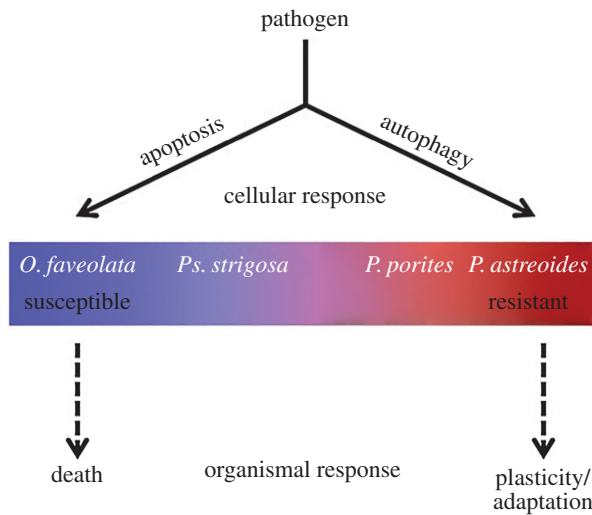 pathogen
apoptosis
autophagy
cellular response
O. faveolata Ps. strigosa P. porites P. astreoides
susceptible resistant
death organismal response plasticity/
adaptation